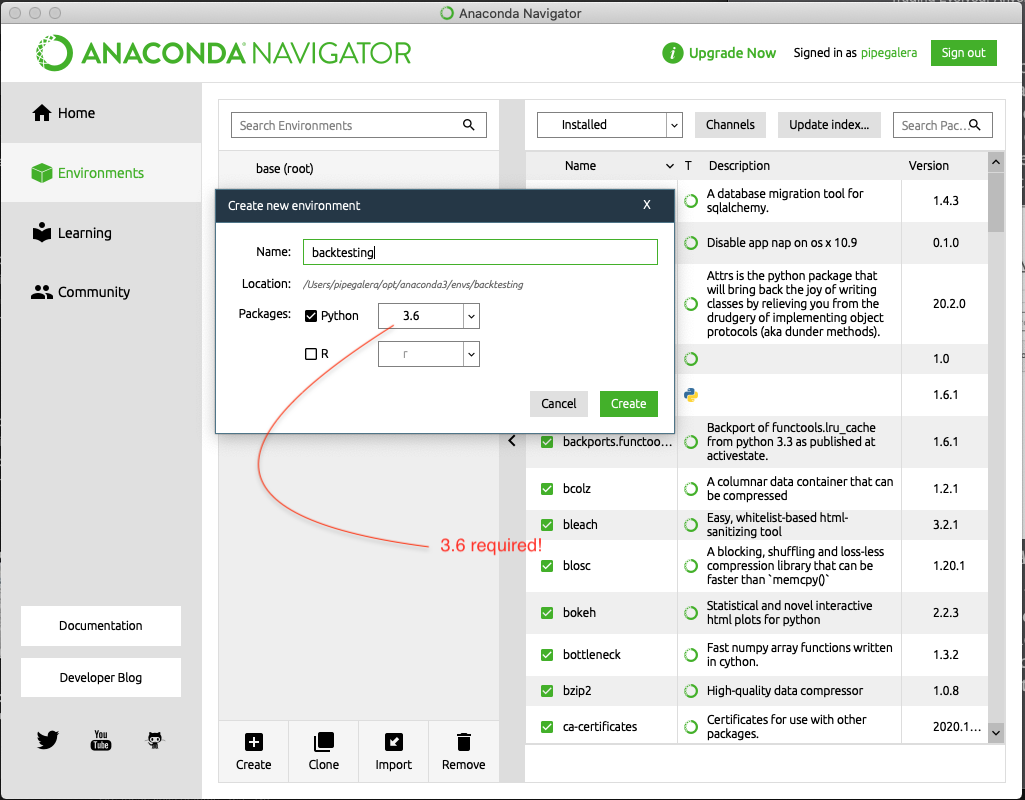 Anaconda Navigator
ANACONDA NAVIGATOR
Upgrade Now
Signed in as pipegalera
Sign out
Home
Environments
Learning
Community
Documentation
Developer Blog
You
Tube
Search Environments
base (root)
Create
Clone
Import
Remove
Create new environment
X
Name:
backtesting
Location:
/Users/pipegalera/opt/anaconda3/envs/backtesting
Packages:
Python
3.6
R
r
Cancel
Create
3.6 required!
Installed
Channels
Update index...
Search Pac...
Name T Description Version
A database migration tool for
sqlalchemy.
1.4.3
Disable app nap on os x 10.9
0.1.0
Attrs is the python package that
will bring back the joy of writing
classes by relieving you from the
drudgery of implementing object
protocols (aka dunder methods).
20.2.0
1.0
1.6.1
backports.functoo...
Backport of functools.lru_cache
from python 3.3 as published at
activestate.
1.6.1
bcolz
A columnar data container that can
be compressed
1.2.1
bleach
Easy, whitelist-based html-
sanitizing tool
3.2.1
blosc
A blocking, shuffling and loss-less
compression library that can be
faster than `memcpy()`
1.20.1
bokeh
Statistical and novel interactive
html plots for python
2.2.3
bottleneck
Fast numpy array functions written
in cython.
1.3.2
bzip2
High-quality data compressor
1.0.8
ca-certificates
Certificates for use with other
packages.
2020.1...